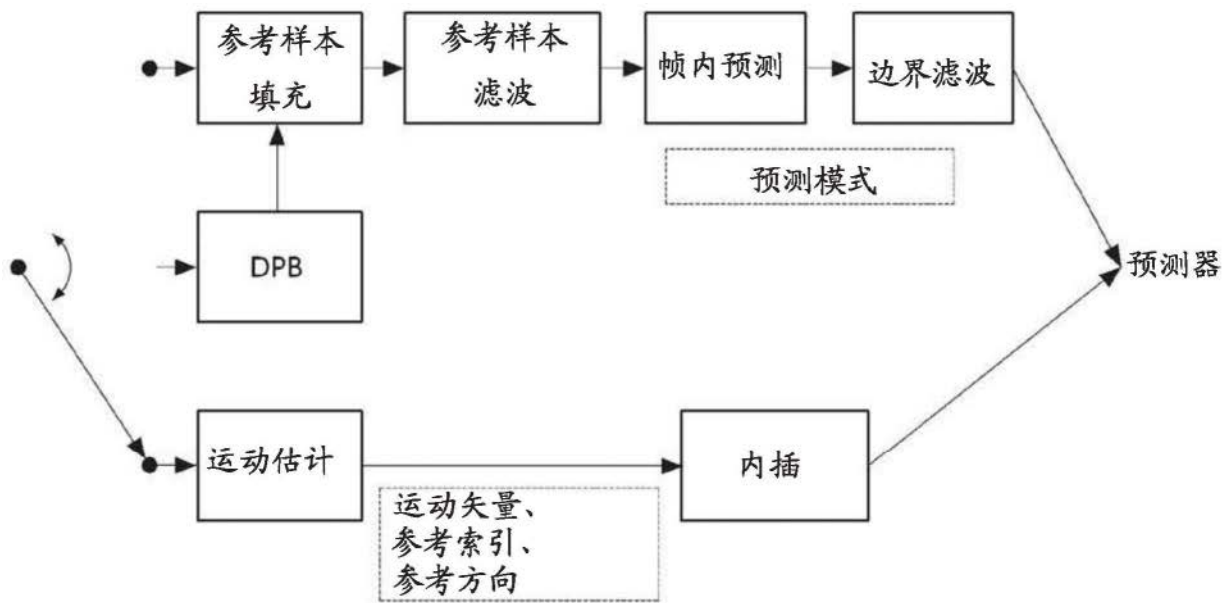 参考样本
填充
参考样本
滤波
帧内预测
边界滤波
预测模式
DPB
预测器
运动估计
内插
运动矢量、
参考索引、
参考方向